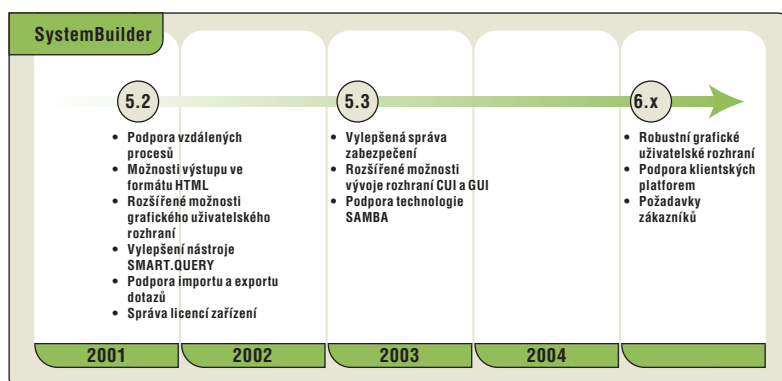 SystemBuilder
5.2
• Podpora vzdálených
procesů
• Možnosti výstupu ve
formátu HTML
• Rozšířené možnosti
grafického uživatelského
rozhraní
• Vylepšení nástroje
SMART.QUERY
• Podpora importu a exportu
dotazů
• Správa licencí zařízení
5.3
• Vylepšená správa
zabezpečení
• Rozšířené možnosti
vývoje rozhraní CUI a GUI
• Podpora technologie
SAMBA
6.x
• Robustní grafické
uživatelské rozhraní
• Podpora klientských
platforem
• Požadavky
zákazníků
2001
2002
2003
2004